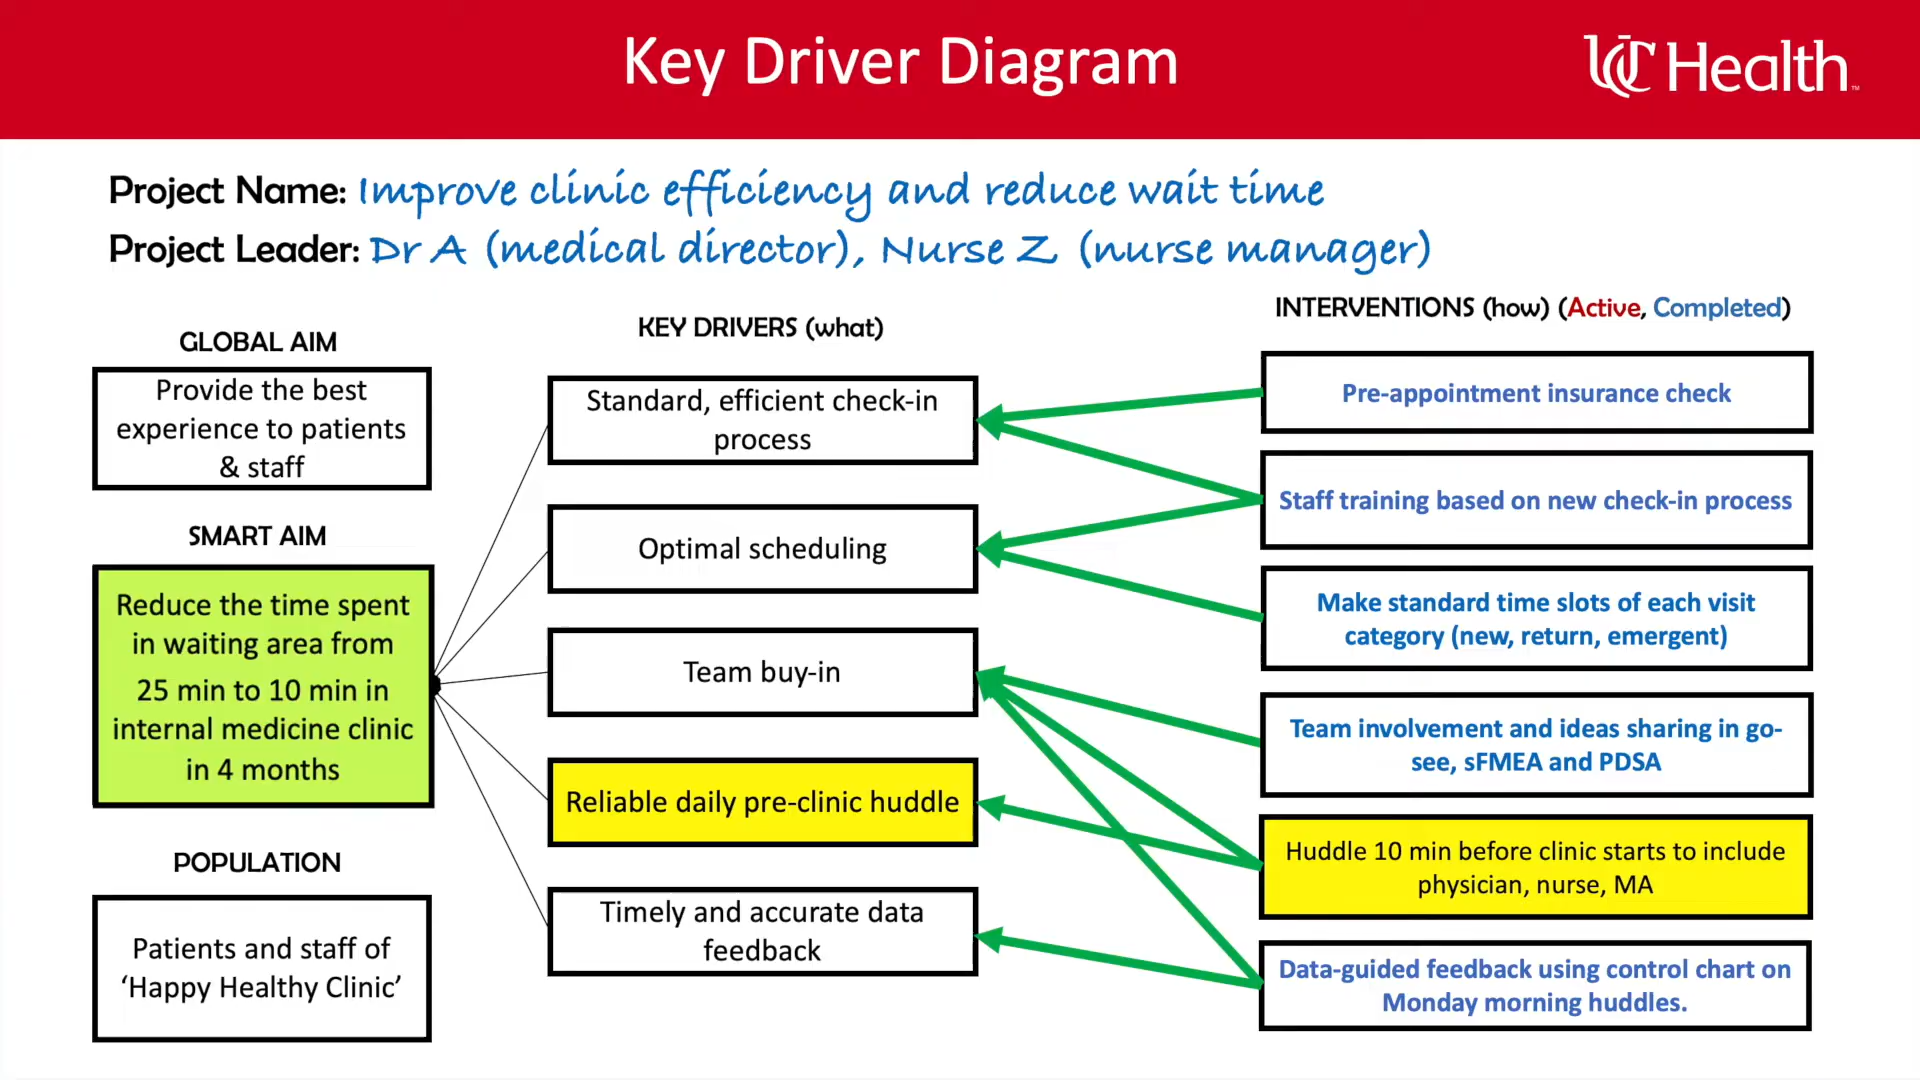 Key Driver Diagram
UC Health™
Project Name: Improve clinic efficiency and reduce wait time
Project Leader: Dr A (medical director), Nurse Z (nurse manager)
GLOBAL AIM
Provide the best
experience to patients
& staff
SMART AIM
Reduce the time spent
in waiting area from
25 min to 10 min in
internal medicine clinic
in 4 months
POPULATION
Patients and staff of
‘Happy Healthy Clinic’
KEY DRIVERS (what)
Standard, efficient check-in
process
Optimal scheduling
Team buy-in
Reliable daily pre-clinic huddle
Timely and accurate data
feedback
INTERVENTIONS (how) (Active, Completed)
Pre-appointment insurance check
Staff training based on new check-in process
Make standard time slots of each visit
category (new, return, emergent)
Team involvement and ideas sharing in go-
see, sFMEA and PDSA
Huddle 10 min before clinic starts to include
physician, nurse, MA
Data-guided feedback using control chart on
Monday morning huddles.